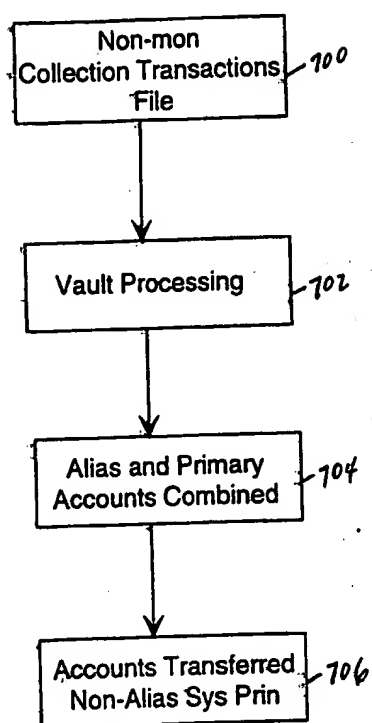 Non-mon
Collection Transactions
File
700
Vault Processing
702
Alias and Primary
Accounts Combined
704
Accounts Transferred
Non-Alias Sys Prin
706